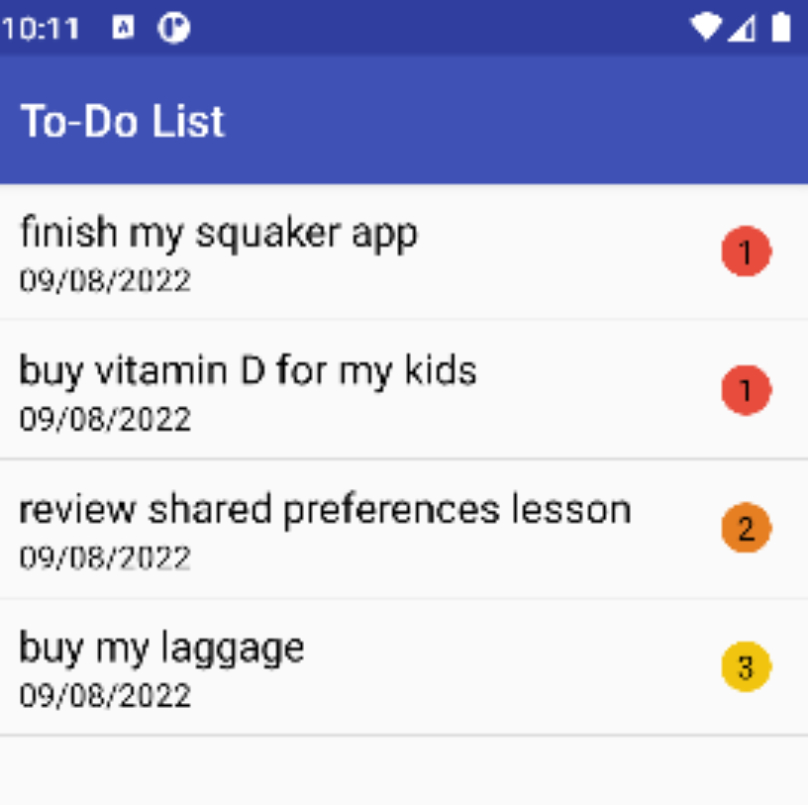 10:11
To-Do List
finish my squaker app
09/08/2022
1
buy vitamin D for my kids
09/08/2022
1
review shared preferences lesson
09/08/2022
2
buy my laggage
09/08/2022
3